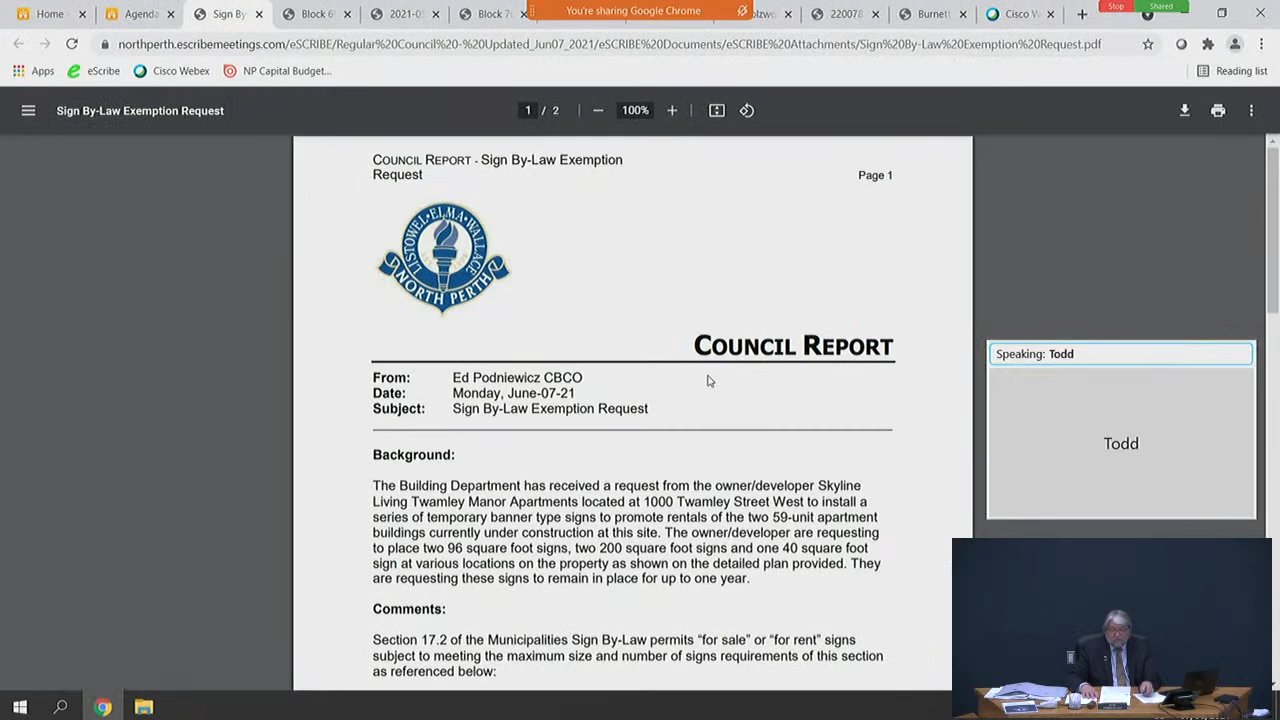 You're sharing Google Chrome
Stop
Shared
Home
Agenda
Sign By
Block 6
2021-0
Block 7
220078
Burnett
Cisco W
northperth.escribemeetings.com/eSCRIBE/Regular%20Council%20-%20Updated_Jun07_2021/eSCRIBE%20Documents/eSCRIBE%20Attachments/Sign%20By-Law%20Exemption%20Request.pdf
Apps
eScribe
Cisco Webex
NP Capital Budget...
Reading list
Sign By-Law Exemption Request
1 / 2
100%
COUNCIL REPORT - Sign By-Law Exemption
Request
Page 1
LISTOWEL·ELMA·WALLACE
NORTH PERTH
COUNCIL REPORT
From: Ed Podniewicz CBCO
Date: Monday, June-07-21
Subject: Sign By-Law Exemption Request
Background:
The Building Department has received a request from the owner/developer Skyline
Living Twamley Manor Apartments located at 1000 Twamley Street West to install a
series of temporary banner type signs to promote rentals of the two 59-unit apartment
buildings currently under construction at this site. The owner/developer are requesting
to place two 96 square foot signs, two 200 square foot signs and one 40 square foot
sign at various locations on the property as shown on the detailed plan provided. They
are requesting these signs to remain in place for up to one year.
Comments:
Section 17.2 of the Municipalities Sign By-Law permits “for sale” or “for rent” signs
subject to meeting the maximum size and number of signs requirements of this section
as referenced below:
Speaking: Todd
Todd